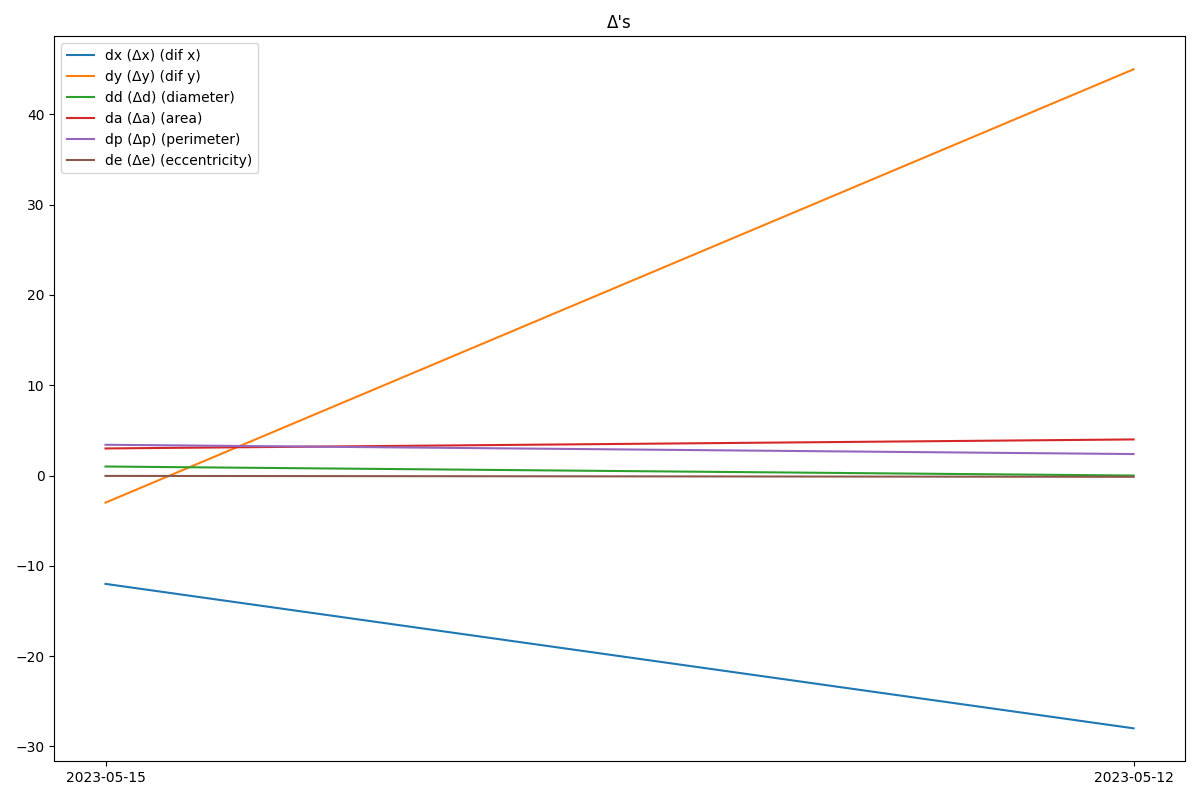 Δ's
dx (Δx) (dif x)
dy (Δy) (dif y)
dd (Δd) (diameter)
da (Δa) (area)
dp (Δp) (perimeter)
de (Δe) (eccentricity)
40
30
20
10
0
−10
−20
−30
2023-05-15 2023-05-12